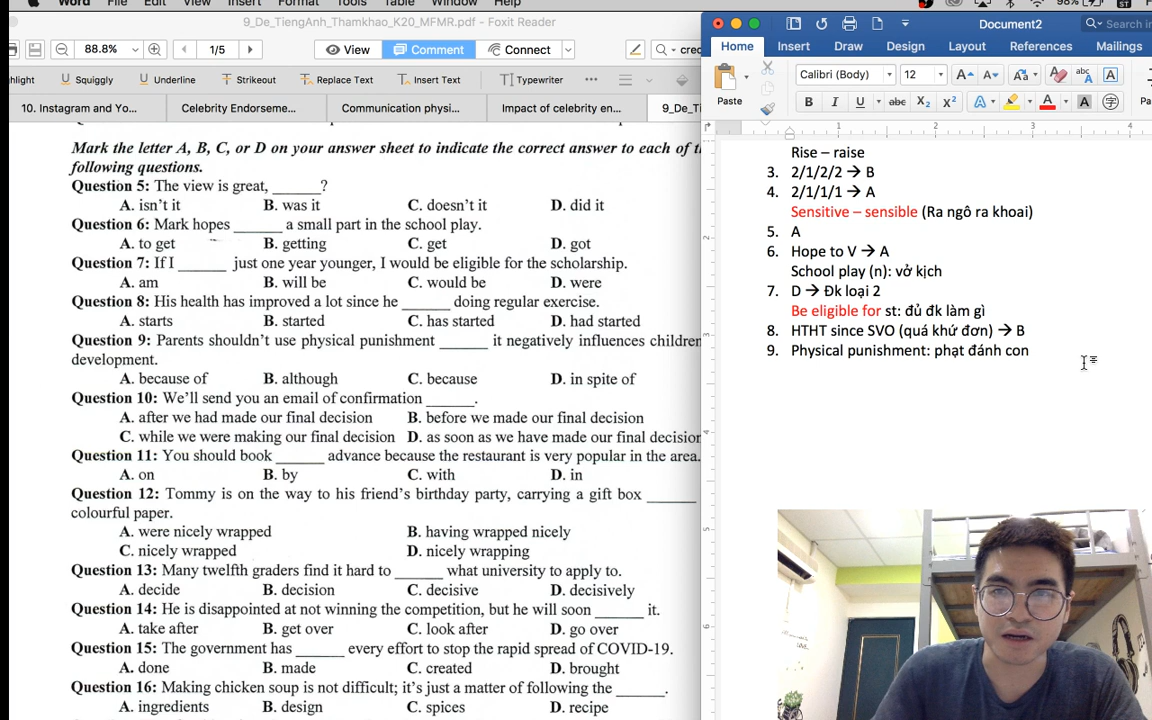 Word File Edit View Insert Format Tools Table Window Help
98%
9_De_TiengAnh_Thamkhao_K20_MFMR.pdf - Foxit Reader
Document2
Search in
88.8%
1/5
View
Comment
Connect
Home Insert Draw Design Layout References Mailings
Squiggly Underline Strikeout Replace Text Insert Text Typewriter
Paste
Calibri (Body) 12
10. Instagram and Yo... Celebrity Endorseme... Communication physi... Impact of celebrity en... 9_De_Ti
Mark the letter A, B, C, or D on your answer sheet to indicate the correct answer to each of
following questions.
Question 5: The view is great, ______?
A. isn't it B. was it C. doesn't it D. did it
Question 6: Mark hopes ______ a small part in the school play.
A. to get B. getting C. get D. got
Question 7: If I ______ just one year younger, I would be eligible for the scholarship.
A. am B. will be C. would be D. were
Question 8: His health has improved a lot since he ______ doing regular exercise.
A. starts B. started C. has started D. had started
Question 9: Parents shouldn't use physical punishment ______ it negatively influences children
development.
A. because of B. although C. because D. in spite of
Question 10: We'll send you an email of confirmation ______.
A. after we had made our final decision B. before we made our final decision
C. while we were making our final decision D. as soon as we have made our final decision
Question 11: You should book ______ advance because the restaurant is very popular in the area.
A. on B. by C. with D. in
Question 12: Tommy is on the way to his friend's birthday party, carrying a gift box ______
colourful paper.
A. were nicely wrapped B. having wrapped nicely
C. nicely wrapped D. nicely wrapping
Question 13: Many twelfth graders find it hard to ______ what university to apply to.
A. decide B. decision C. decisive D. decisively
Question 14: He is disappointed at not winning the competition, but he will soon ______ it.
A. take after B. get over C. look after D. go over
Question 15: The government has ______ every effort to stop the rapid spread of COVID-19.
A. done B. made C. created D. brought
Question 16: Making chicken soup is not difficult; it's just a matter of following the ______.
A. ingredients B. design C. spices D. recipe
Rise – raise
3. 2/1/2/2 → B
4. 2/1/1/1 → A
Sensitive – sensible (Ra ngô ra khoai)
5. A
6. Hope to V → A
School play (n): vở kịch
7. D → Đk loại 2
Be eligible for st: đủ đk làm gì
8. HTHT since SVO (quá khứ đơn) → B
9. Physical punishment: phạt đánh con